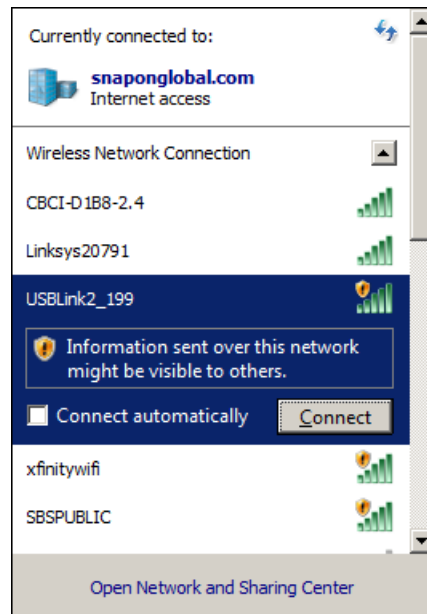 Currently connected to:
snaponglobal.com
Internet access
Wireless Network Connection
CBCI-D1B8-2.4
Linksys20791
USBLink2_199
Information sent over this network
might be visible to others.
Connect automatically
Connect
xfinitywifi
SBSPUBLIC
Open Network and Sharing Center